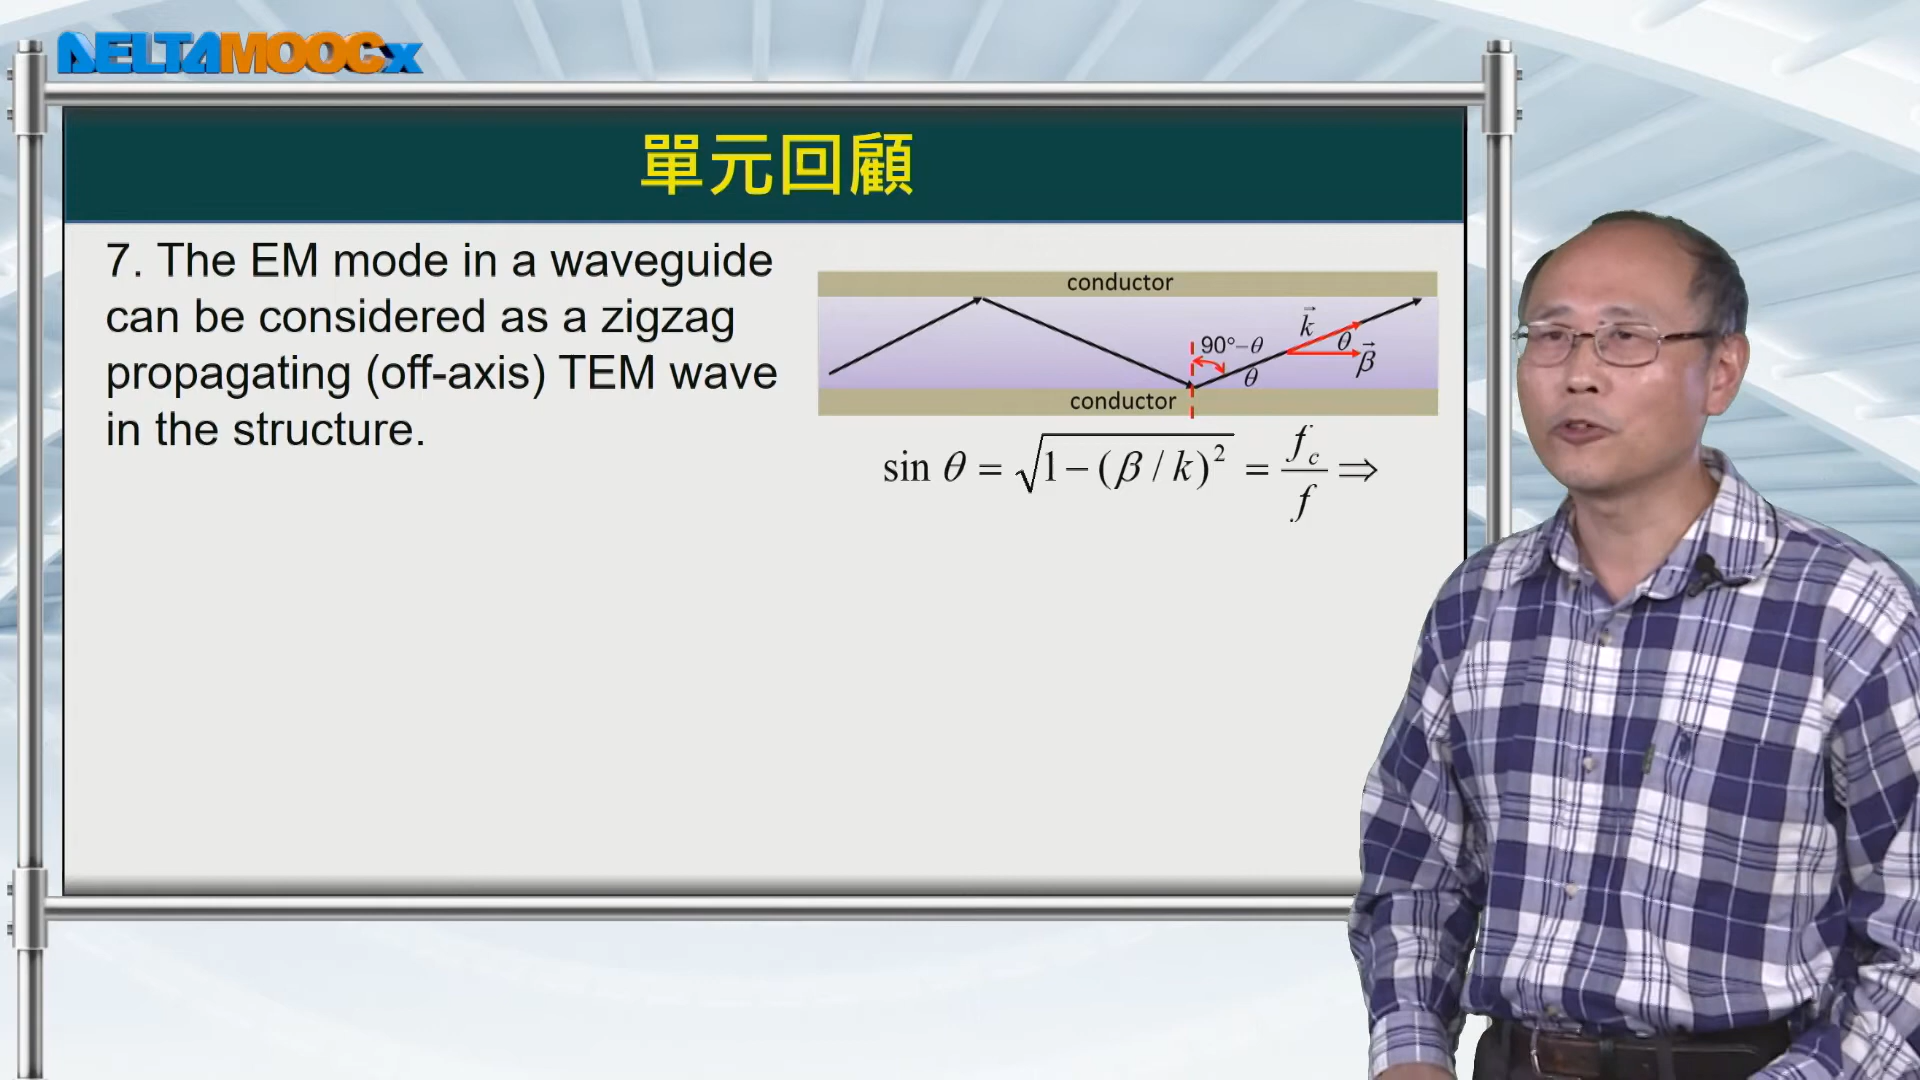 DELTAMOOCx
單元回顧
7. The EM mode in a waveguide
can be considered as a zigzag
propagating (off-axis) TEM wave
in the structure.
conductor
k⃗
90°−θ
θ
β⃗
θ
conductor
sin θ = √(1 − (β / k)²) = f_c / f ⇒